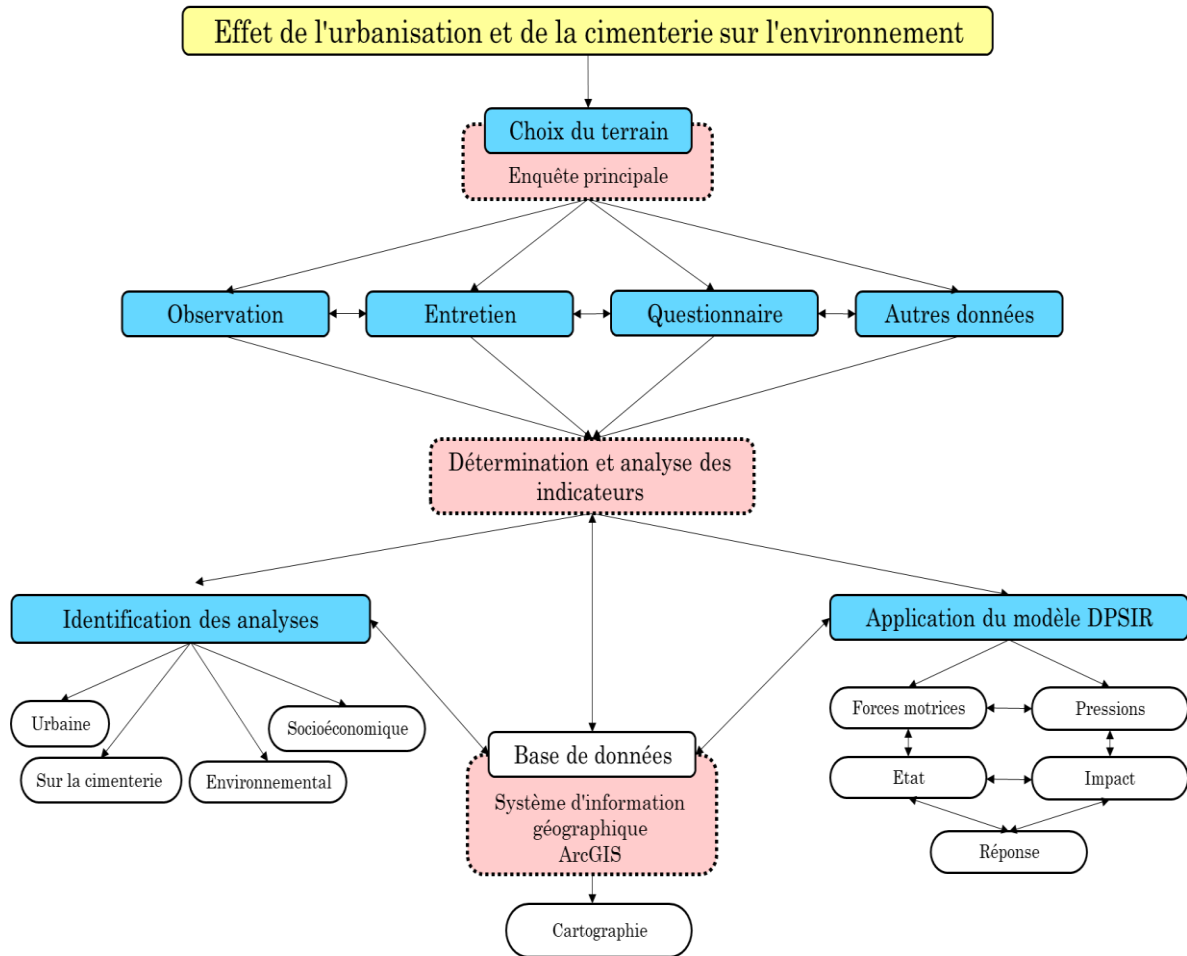 Effet de l'urbanisation et de la cimenterie sur l'environnement
Choix du terrain
Enquête principale
Observation
Entretien
Questionnaire
Autres données
Détermination et analyse des
indicateurs
Identification des analyses
Application du modèle DPSIR
Urbaine
Socioéconomique
Sur la cimenterie
Environnemental
Base de données
Système d'information
géographique
ArcGIS
Cartographie
Forces motrices
Pressions
Etat
Impact
Réponse